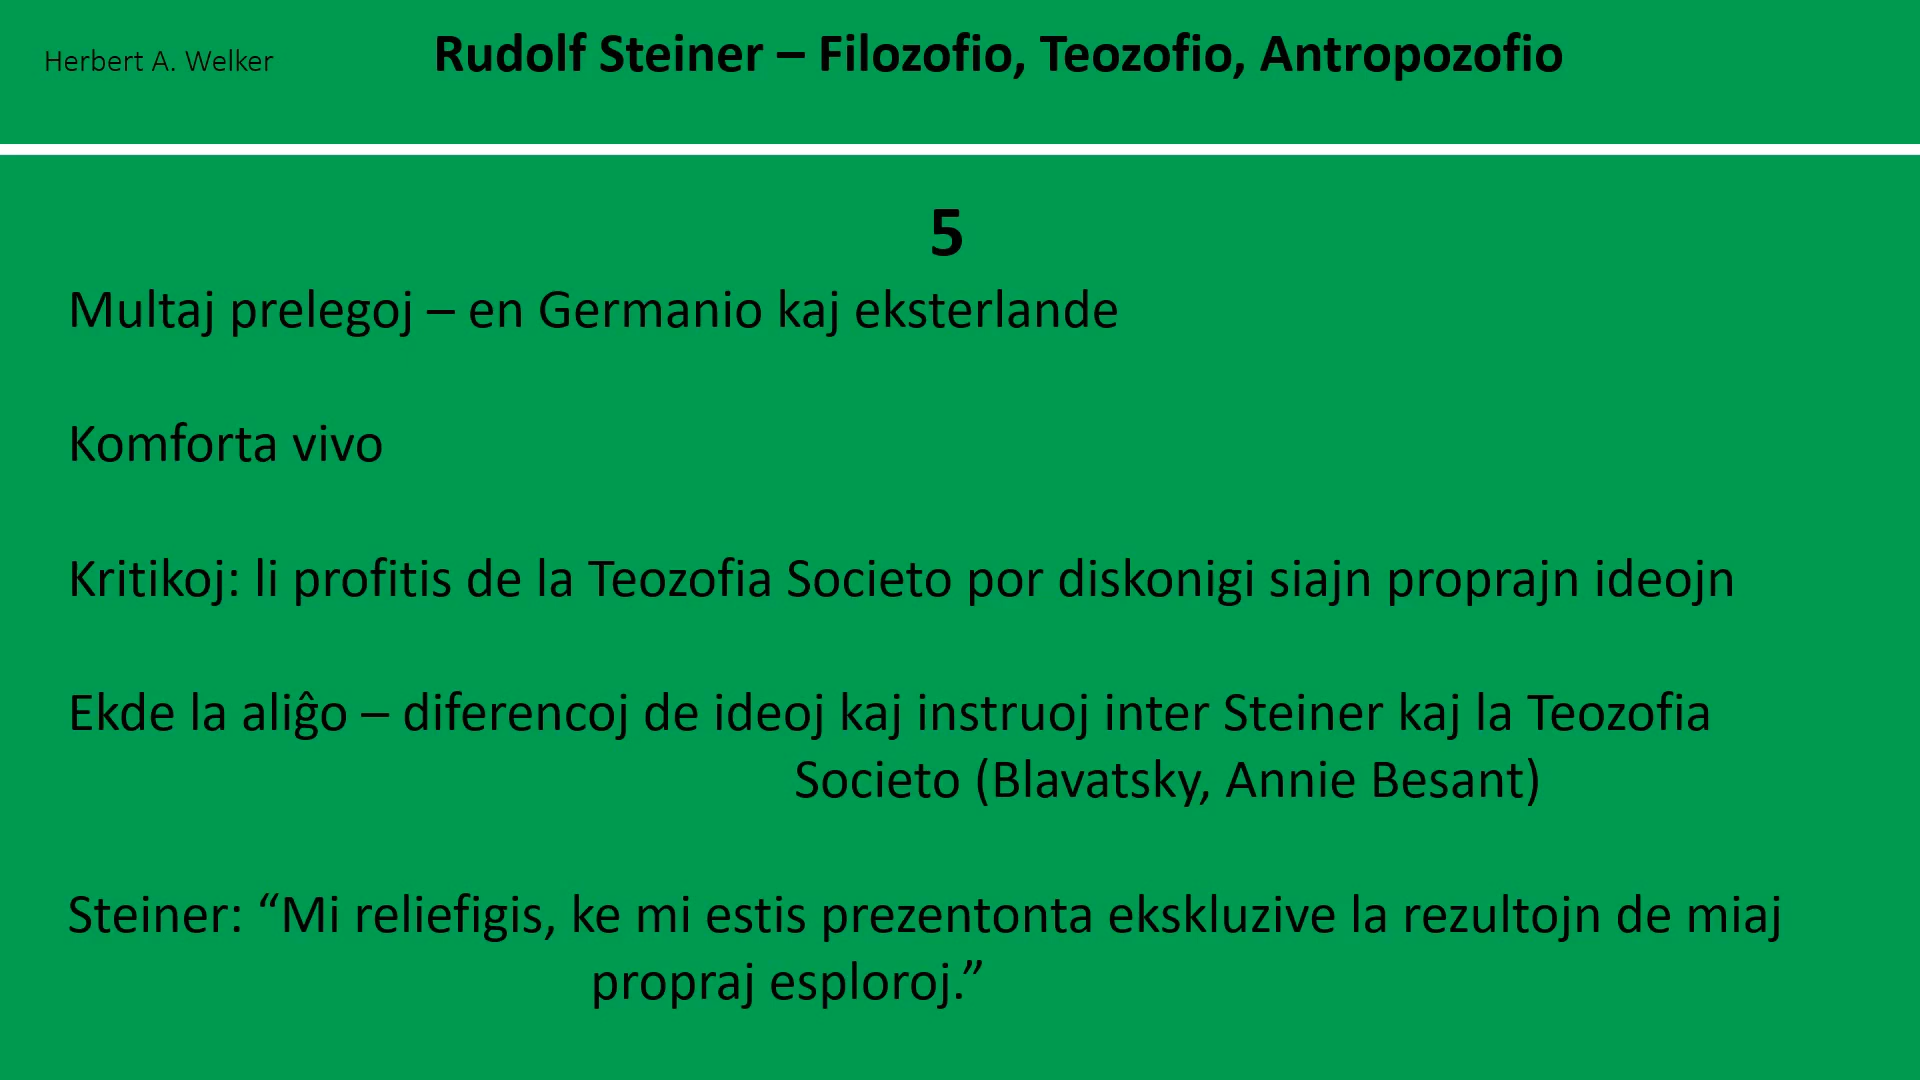 Herbert A. Welker
Rudolf Steiner – Filozofio, Teozofio, Antropozofio
5
Multaj prelegoj – en Germanio kaj eksterlande
Komforta vivo
Kritikoj: li profitis de la Teozofia Societo por diskonigi siajn proprajn ideojn
Ekde la aliĝo – diferencoj de ideoj kaj instruoj inter Steiner kaj la Teozofia
Societo (Blavatsky, Annie Besant)
Steiner: “Mi reliefigis, ke mi estis prezentonta ekskluzive la rezultojn de miaj
propraj esploroj.”